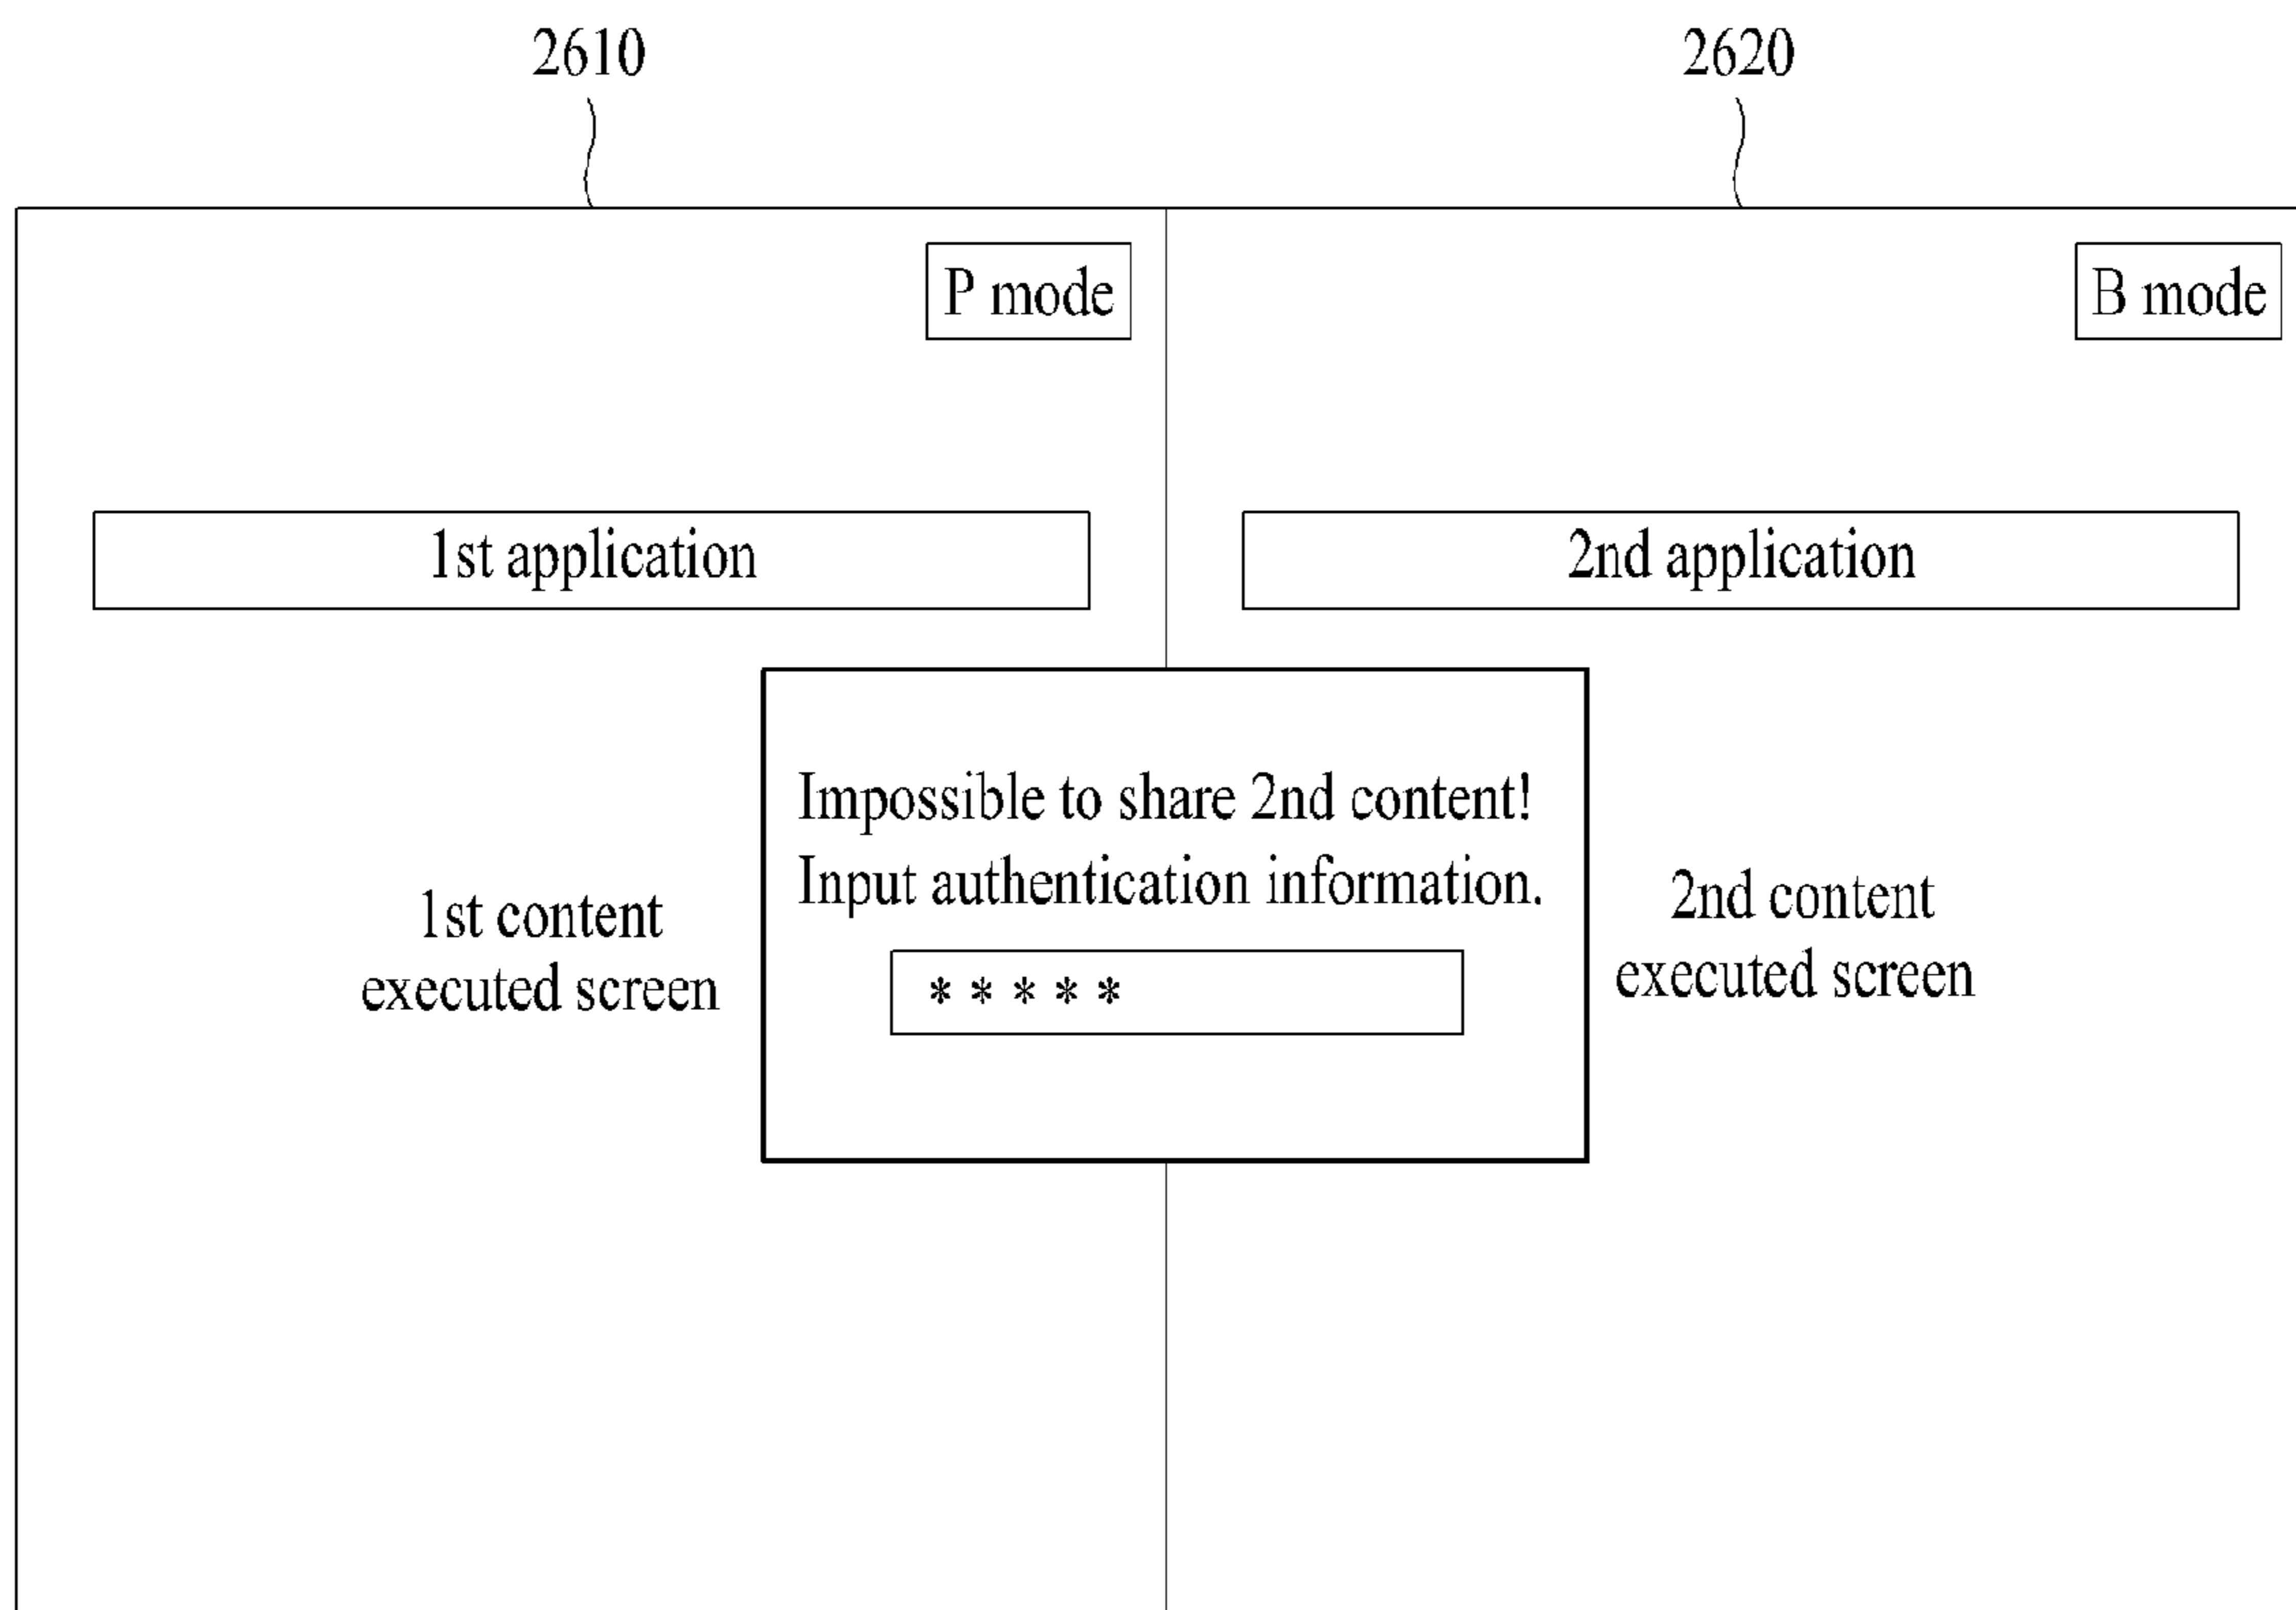 2610
2620
P mode
B mode
1st application
2nd application
Impossible to share 2nd content!
Input authentication information.
* * * * *
1st content
executed screen
2nd content
executed screen